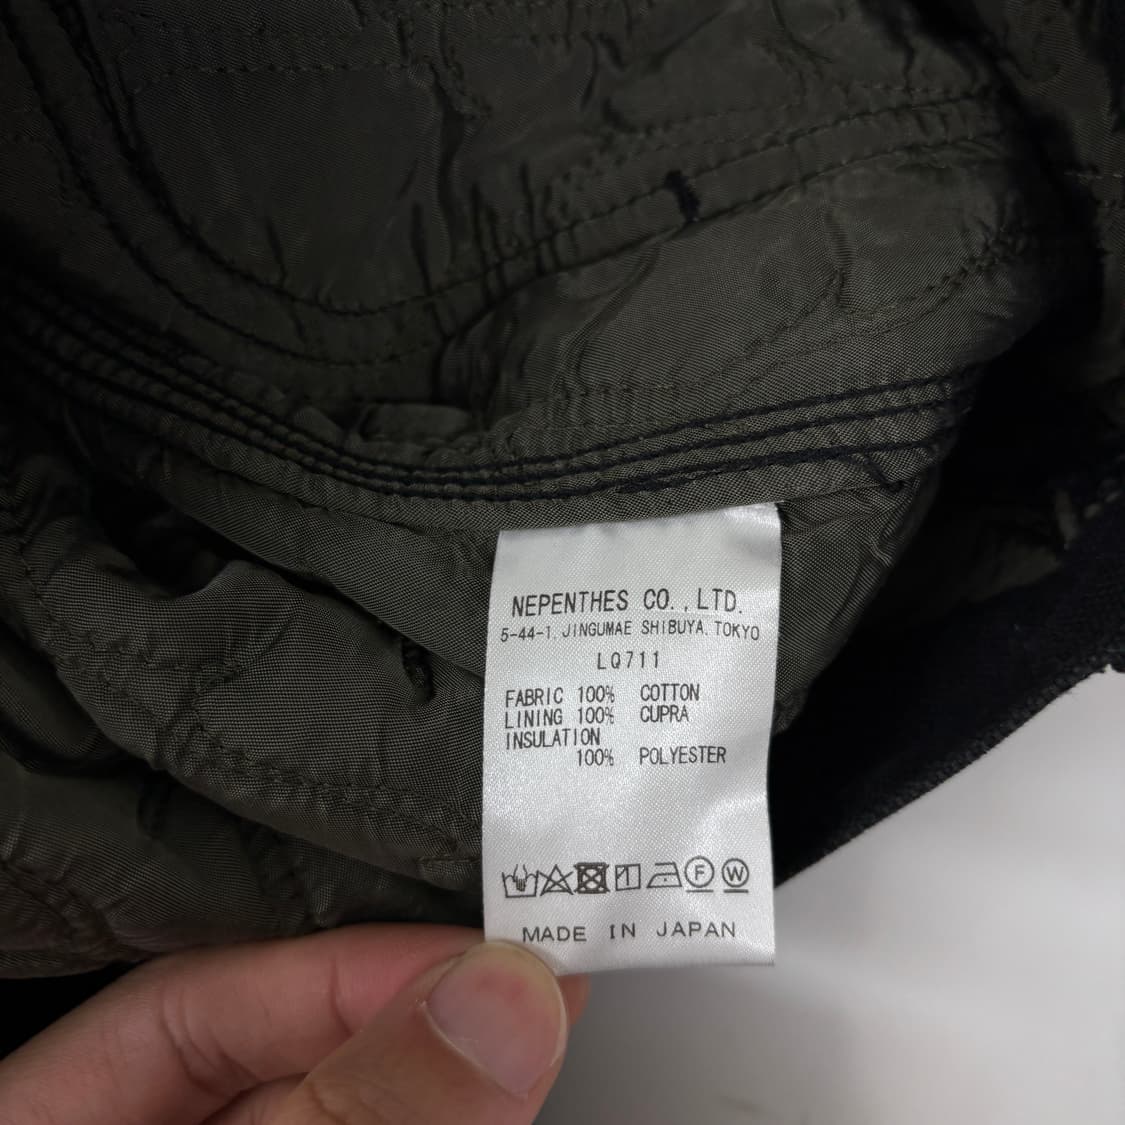 NEPENTHES CO.,LTD.
5-44-1, JINGUMAE SHIBUYA, TOKYO
LQ711
FABRIC 100% COTTON
LINING 100% CUPRA
INSULATION
100% POLYESTER
F W
MADE IN JAPAN